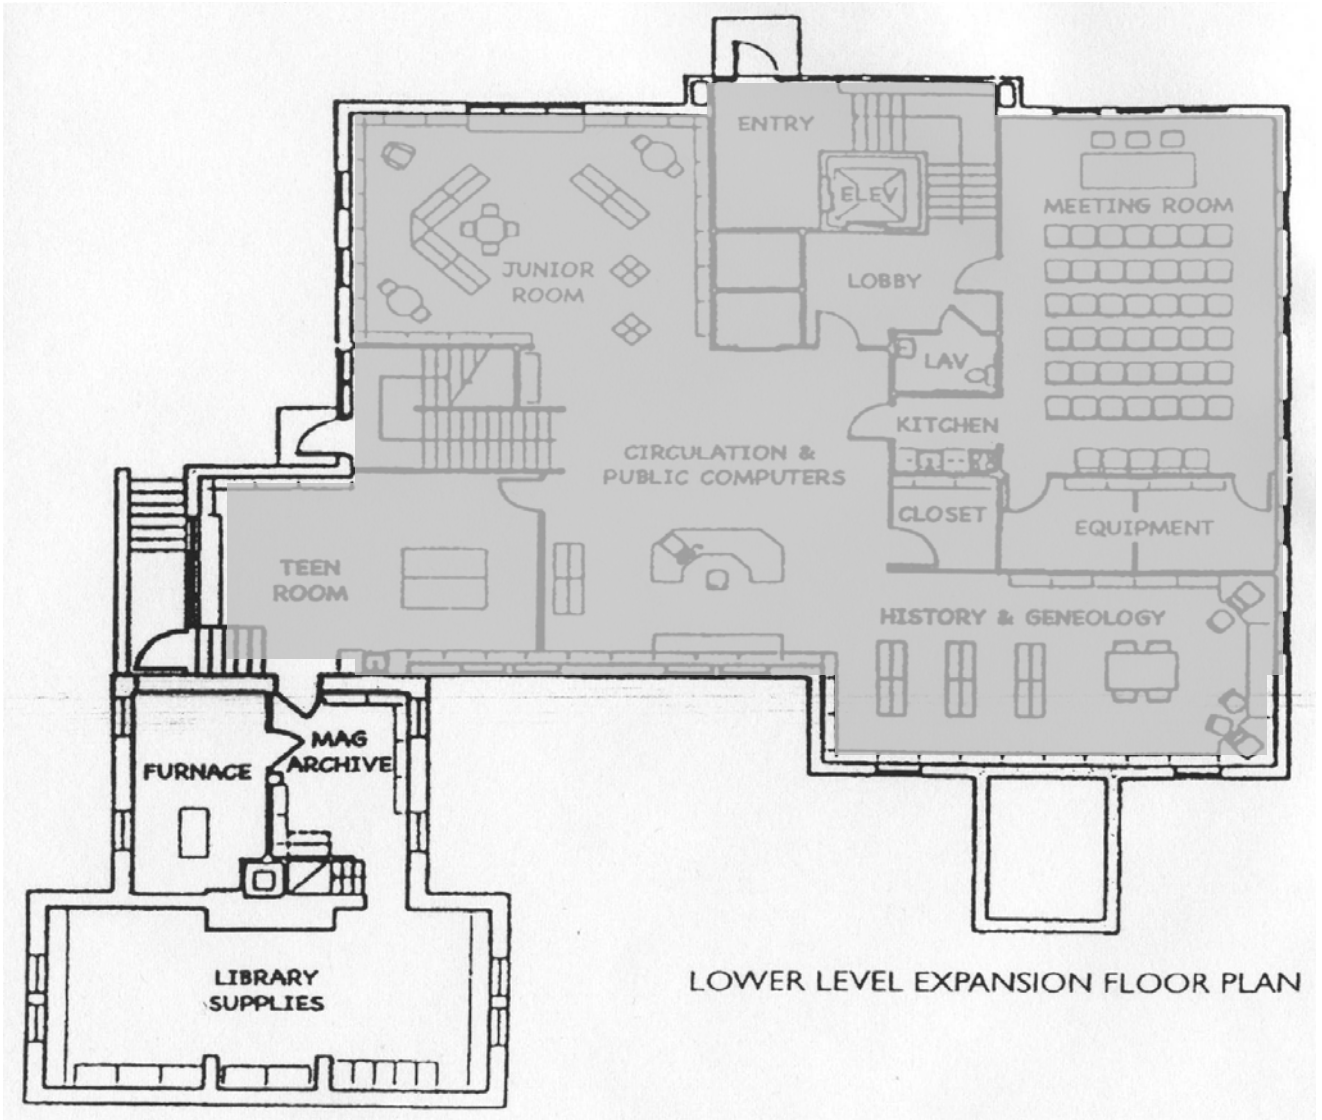 ENTRY
ELEV
MEETING ROOM
JUNIOR
ROOM
LOBBY
LAV
KITCHEN
CIRCULATION &
PUBLIC COMPUTERS
CLOSET
EQUIPMENT
TEEN
ROOM
HISTORY & GENEOLOGY
MAG
ARCHIVE
FURNACE
LIBRARY
SUPPLIES
LOWER LEVEL EXPANSION FLOOR PLAN